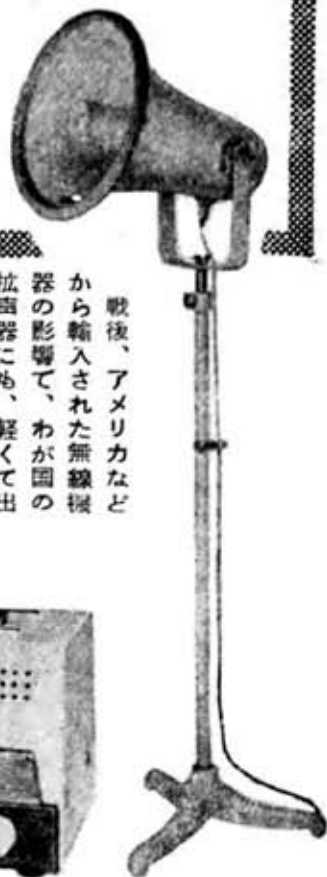 戦後、アメリカなど
から輸入された無線機
器の影響で、わが国の
拡声器にも、軽くて出